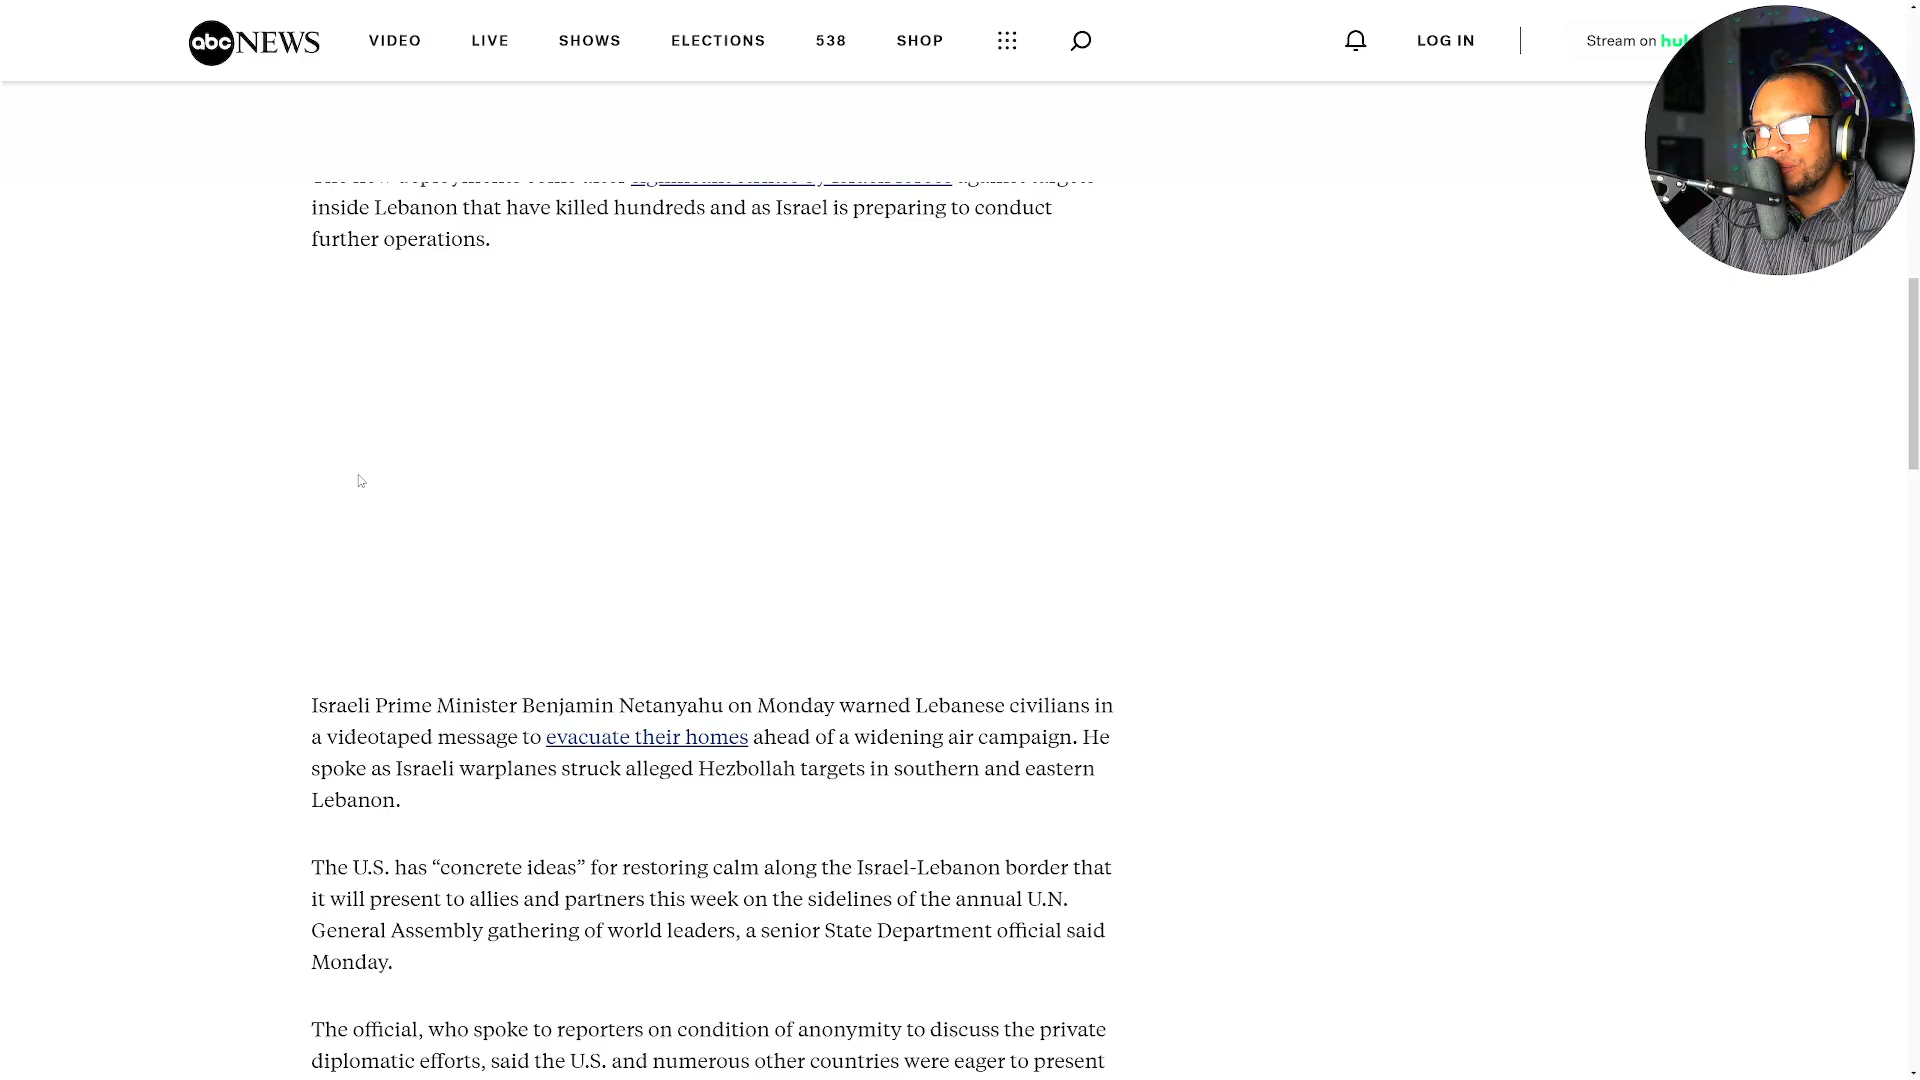 abc NEWS VIDEO LIVE SHOWS ELECTIONS 538 SHOP LOG IN Stream on
inside Lebanon that have killed hundreds and as Israel is preparing to conduct
further operations.
Israeli Prime Minister Benjamin Netanyahu on Monday warned Lebanese civilians in
a videotaped message to evacuate their homes ahead of a widening air campaign. He
spoke as Israeli warplanes struck alleged Hezbollah targets in southern and eastern
Lebanon.
The U.S. has “concrete ideas” for restoring calm along the Israel-Lebanon border that
it will present to allies and partners this week on the sidelines of the annual U.N.
General Assembly gathering of world leaders, a senior State Department official said
Monday.
The official, who spoke to reporters on condition of anonymity to discuss the private
diplomatic efforts, said the U.S. and numerous other countries were eager to present